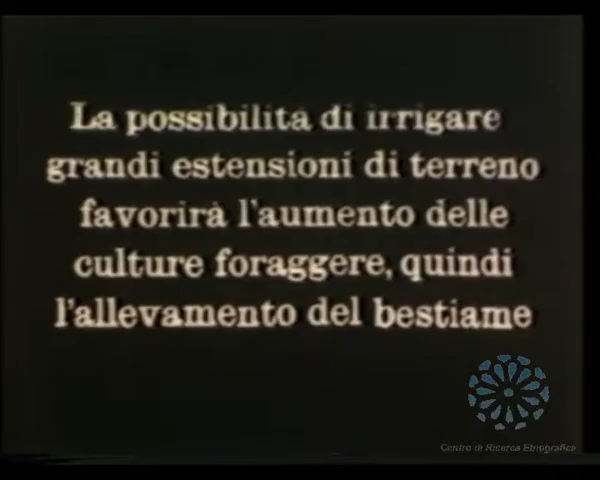 La possibilità di irrigare
grandi estensioni di terreno
favorirà l'aumento delle
culture foraggere, quindi
l'allevamento del bestiame
Centro di Ricerca Etnografica